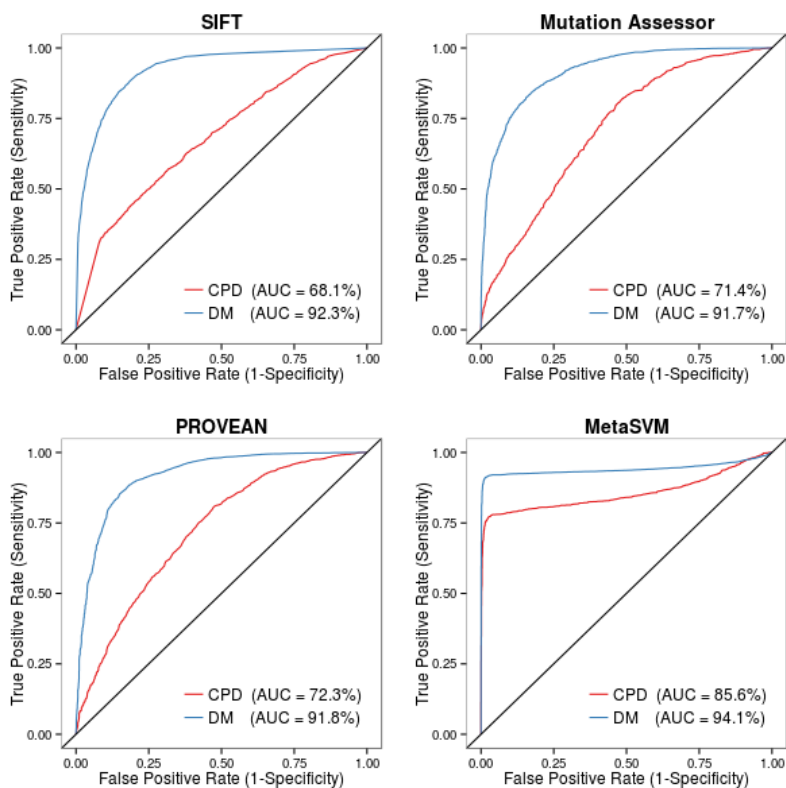 SIFT
1.00
0.75
0.50
0.25
0.00
True Positive Rate (Sensitivity)
CPD (AUC = 68.1%)
DM (AUC = 92.3%)
0.00 0.25 0.50 0.75 1.00
False Positive Rate (1-Specificity)
Mutation Assessor
1.00
0.75
0.50
0.25
0.00
True Positive Rate (Sensitivity)
CPD (AUC = 71.4%)
DM (AUC = 91.7%)
0.00 0.25 0.50 0.75 1.00
False Positive Rate (1-Specificity)
PROVEAN
1.00
0.75
0.50
0.25
0.00
True Positive Rate (Sensitivity)
CPD (AUC = 72.3%)
DM (AUC = 91.8%)
0.00 0.25 0.50 0.75 1.00
False Positive Rate (1-Specificity)
MetaSVM
1.00
0.75
0.50
0.25
0.00
True Positive Rate (Sensitivity)
CPD (AUC = 85.6%)
DM (AUC = 94.1%)
0.00 0.25 0.50 0.75 1.00
False Positive Rate (1-Specificity)